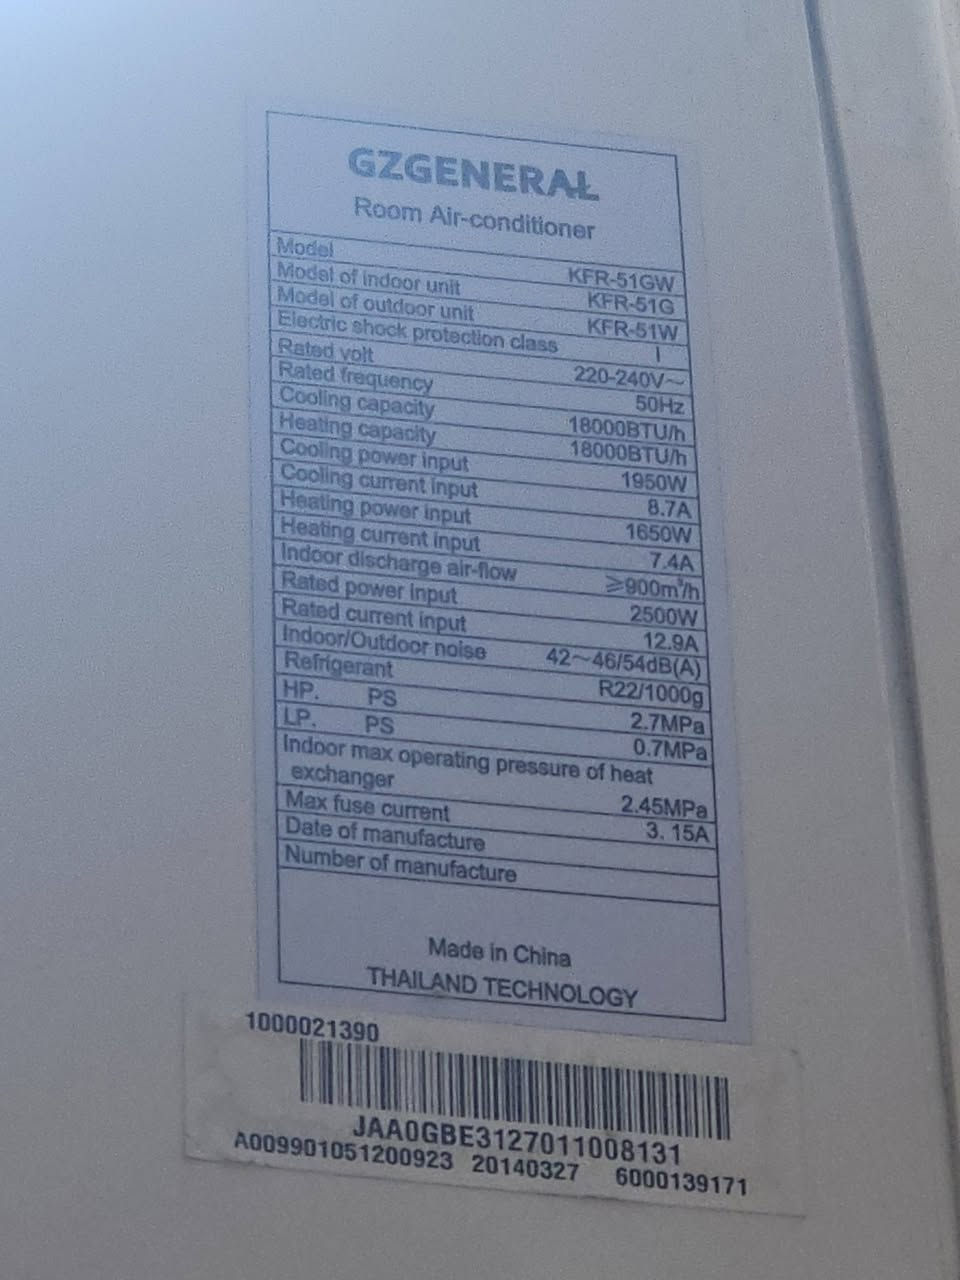 GZGENERAL
Room Air-conditioner
Model KFR-51GW
Model of indoor unit KFR-51G
Model of outdoor unit KFR-51W
Electric shock protection class I
Rated volt 220-240V~
Rated frequency 50Hz
Cooling capacity 18000BTU/h
Heating capacity 18000BTU/h
Cooling power input 1950W
Cooling current input 8.7A
Heating power input 1650W
Heating current input 7.4A
Indoor discharge air-flow ≥900m³/h
Rated power input 2500W
Rated current input 12.9A
Indoor/Outdoor noise 42~46/54dB(A)
Refrigerant R22/1000g
HP. PS 2.7MPa
LP. PS 0.7MPa
Indoor max operating pressure of heat
exchanger 2.45MPa
Max fuse current 3. 15A
Date of manufacture
Number of manufacture
Made in China
THAILAND TECHNOLOGY
1000021390
JAA0GBE3127011008131
A009901051200923 20140327 6000139171